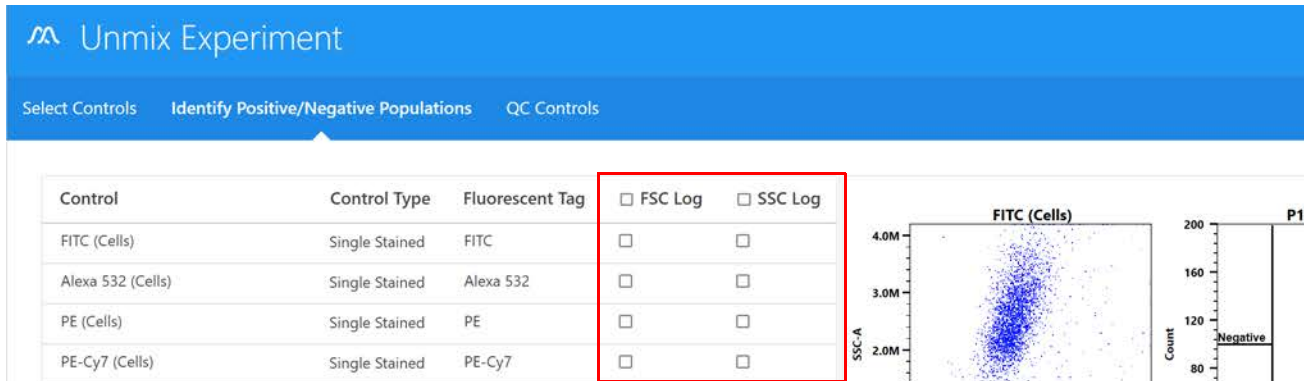 Unmix Experiment
Select Controls Identify Positive/Negative Populations QC Controls
Control Control Type Fluorescent Tag FSC Log SSC Log
FITC (Cells) Single Stained FITC
Alexa 532 (Cells) Single Stained Alexa 532
PE (Cells) Single Stained PE
PE-Cy7 (Cells) Single Stained PE-Cy7
FITC (Cells)
4.0M
3.0M
2.0M
SSC-A
P1
200
160
120
80
Count
Negative